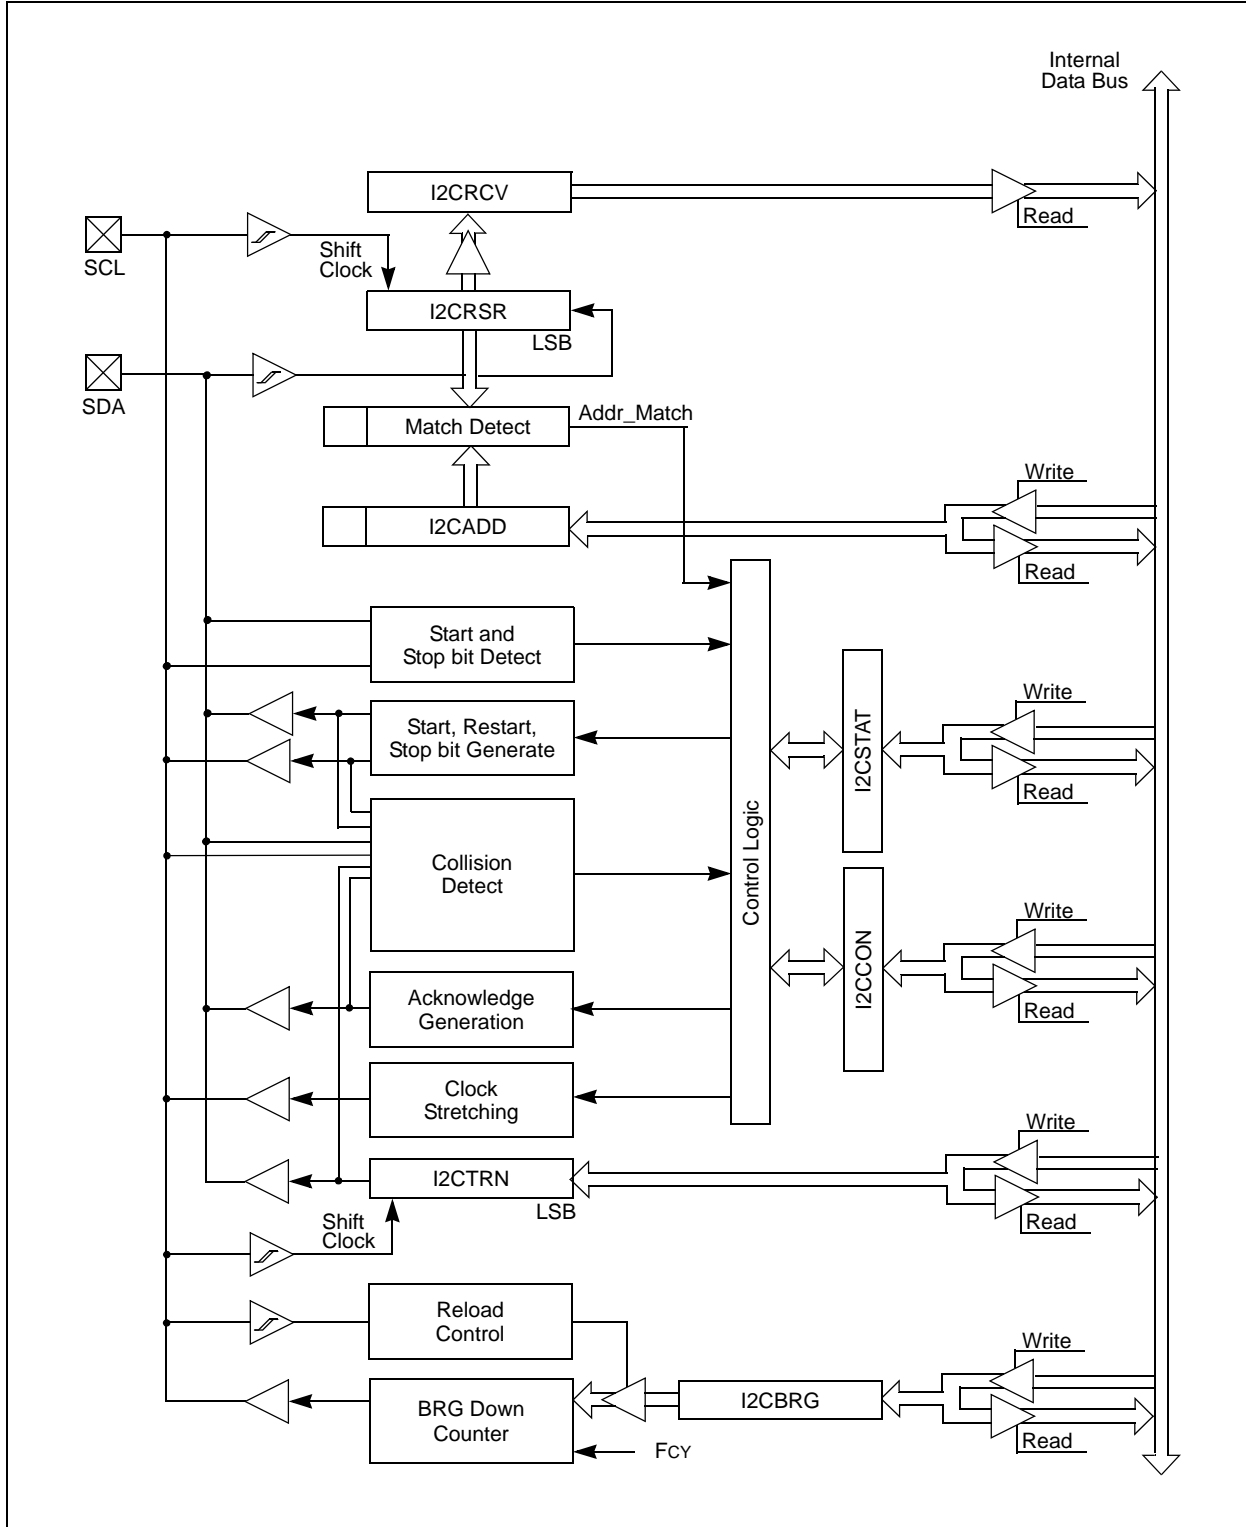 Internal
Data Bus
I2CRCV
Read
SCL
Shift
Clock
I2CRSR
LSB
SDA
Addr_Match
Match Detect
Write
I2CADD
Read
Start and
Stop bit Detect
Write
Start, Restart,
Stop bit Generate
I2CSTAT
Read
Control Logic
Collision
Detect
Write
I2CCON
Acknowledge
Generation
Read
Clock
Stretching
Write
I2CTRN
LSB
Read
Shift
Clock
Reload
Control
Write
I2CBRG
BRG Down
Counter
Read
FCY